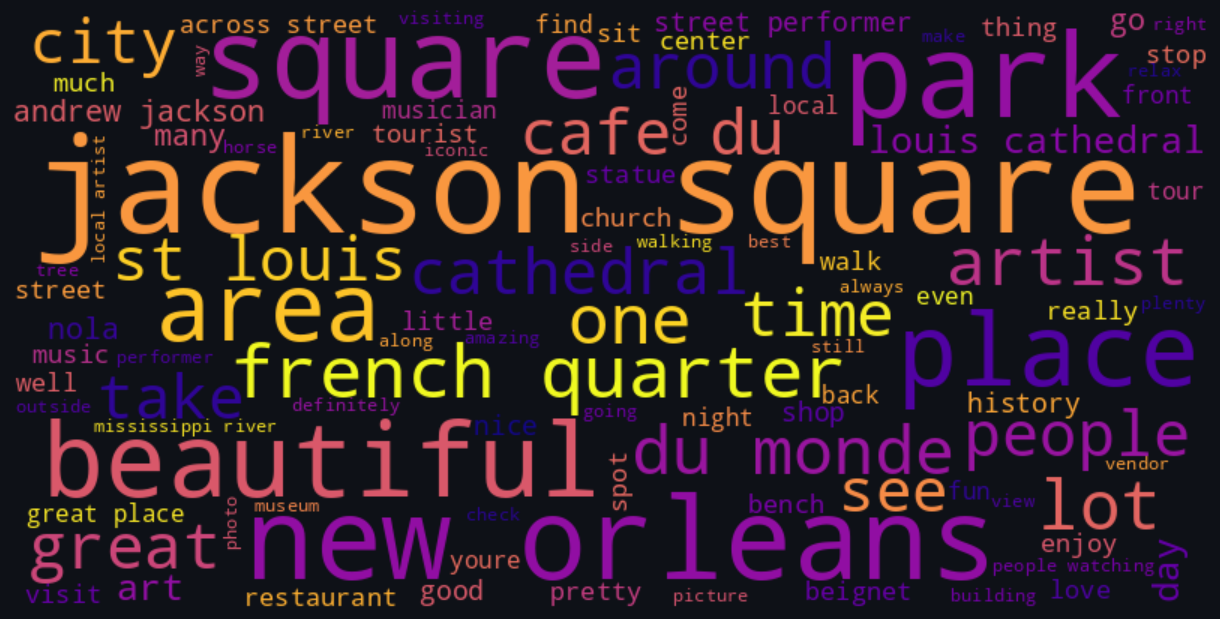 city
across street
visiting
find
sit
street performer
center
make
thing
go
right
square
way
around
park
stop
relax
much
front
andrew jackson
musician
come
local
many
river
tourist
cafe du
louis cathedral
horse
iconic
local artist
jackson square
statue
tour
church
side
walking
best
st louis
cathedral
walk
artist
tree
street
always
even
area
one
time
really
plenty
nola
little
place
along
amazing
still
music
performer
french quarter
well
take
back
outside
definitely
going
night
shop
history
mississippi river
nice
beautiful
du monde
people
spot
vendor
see
fun
view
lot
great place
photo
museum
check
bench
new orleans
great
youre
enjoy
people watching
day
visit
art
restaurant
good
pretty
picture
beignet
building
love